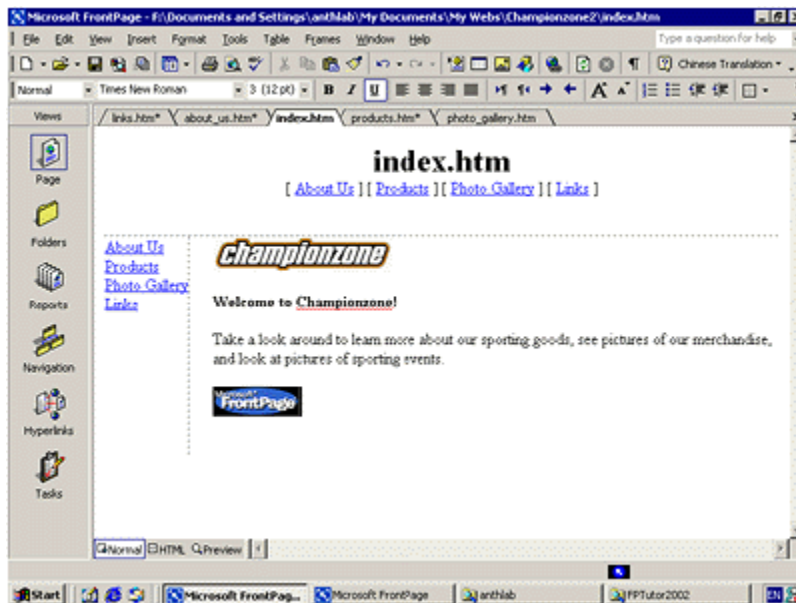 Microsoft FrontPage - F:\Documents and Settings\anthlab\My Documents\My Webs\Championzone2\index.htm
File Edit View Insert Format Tools Table Frames Window Help Type a question for help
Chinese Translation
Normal Times New Roman 3 (12 pt) B I U A A
Views links.htm* about_us.htm* index.htm products.htm* photo_gallery.htm
Page
Folders
Reports
Navigation
Hyperlinks
Tasks
index.htm
[ About Us ] [ Products ] [ Photo Gallery ] [ Links ]
About Us
Products
Photo Gallery
Links
championzone
Welcome to Championzone!
Take a look around to learn more about our sporting goods, see pictures of our merchandise,
and look at pictures of sporting events.
Microsoft
FrontPage
Normal HTML Preview
Start Microsoft FrontPag... Microsoft FrontPage anthlab FPTutor2002 EN